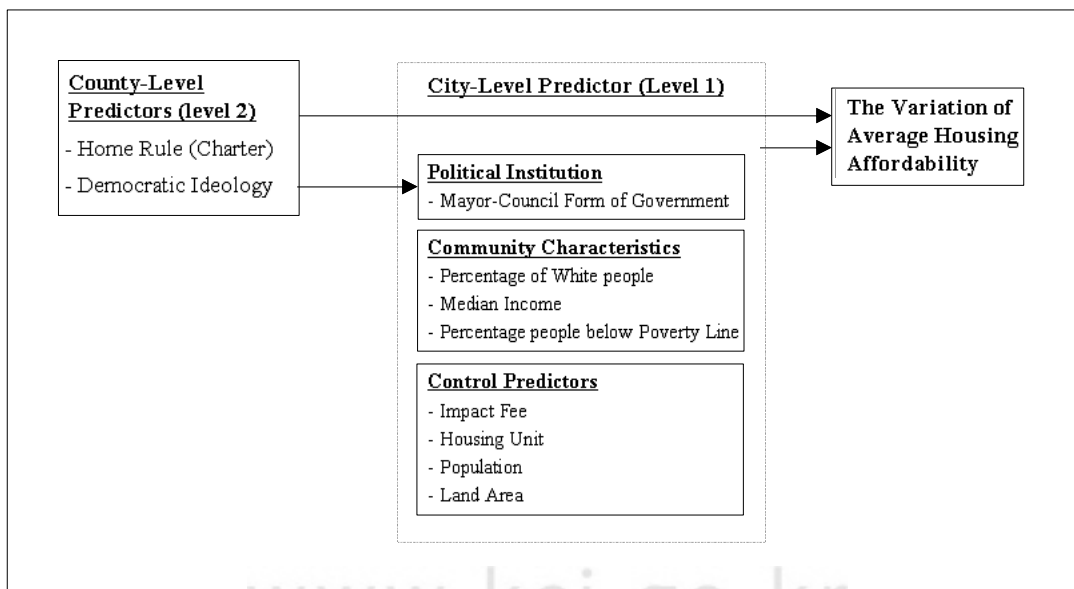 County-Level
Predictors (level 2)
- Home Rule (Charter)
- Democratic Ideology
City-Level Predictor (Level 1)
Political Institution
- Mayor-Council Form of Government
Community Characteristics
- Percentage of White people
- Median Income
- Percentage people below Poverty Line
Control Predictors
- Impact Fee
- Housing Unit
- Population
- Land Area
The Variation of
Average Housing
Affordability